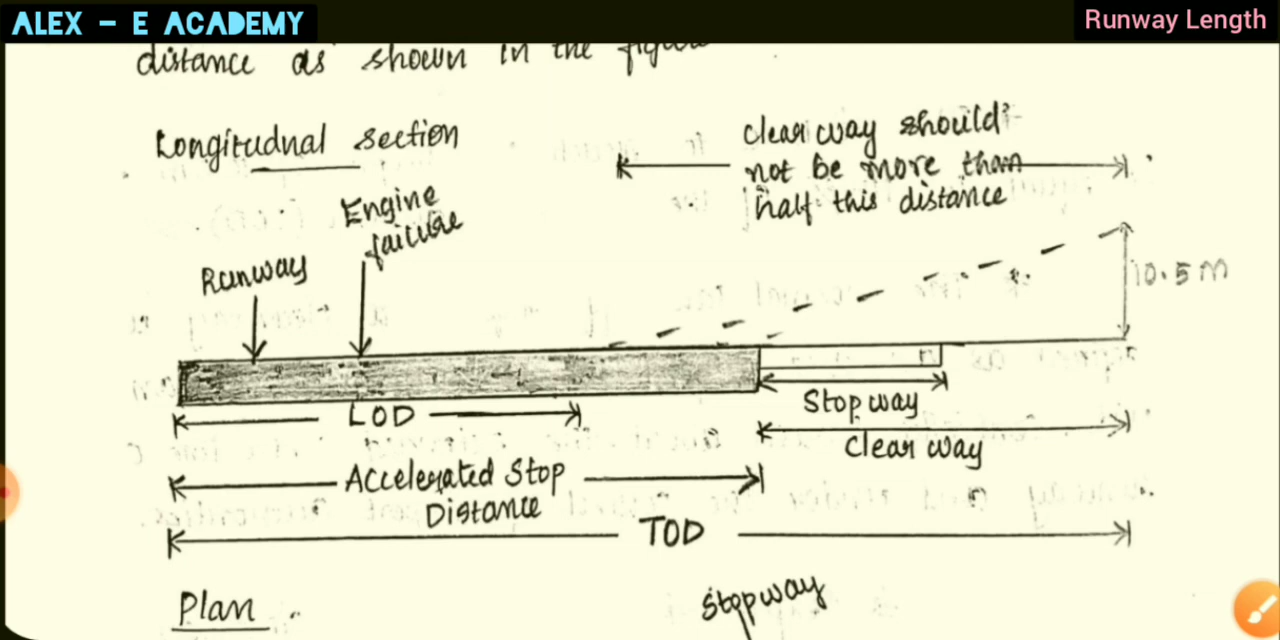 ALEX - E ACADEMY
Runway Length
distance as shown in the figure
Longitudnal section
clear way should
not be more than
half this distance
Engine
failure
Runway
10.5 m
LOD
Stop way
Clear way
Accelerated Stop
Distance
TOD
Plan
Stopway